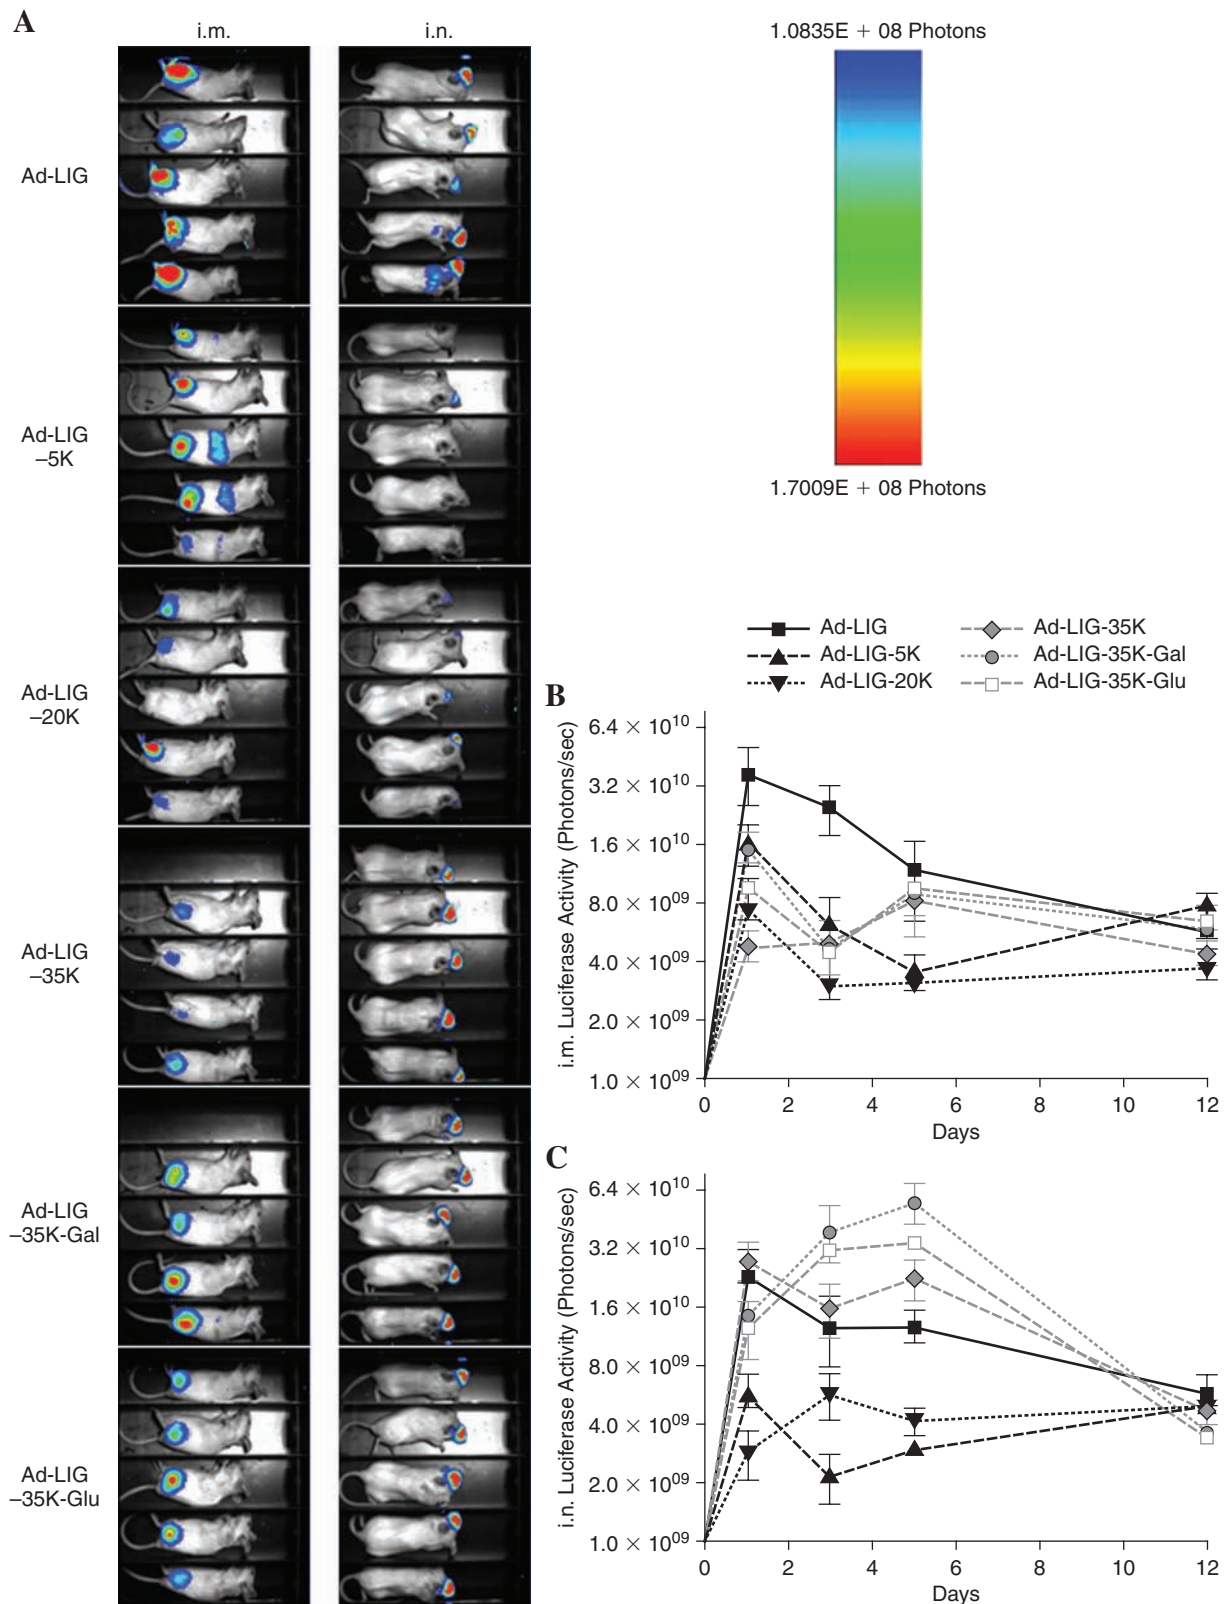 A
i.m.
i.n.
Ad-LIG
Ad-LIG
–5K
Ad-LIG
–20K
Ad-LIG
–35K
Ad-LIG
–35K-Gal
Ad-LIG
–35K-Glu
1.0835E + 08 Photons
1.7009E + 08 Photons
Ad-LIG
Ad-LIG-5K
Ad-LIG-20K
Ad-LIG-35K
Ad-LIG-35K-Gal
Ad-LIG-35K-Glu
B
i.m. Luciferase Activity (Photons/sec)
6.4 × 10¹⁰
3.2 × 10¹⁰
1.6 × 10¹⁰
8.0 × 10⁰⁹
4.0 × 10⁰⁹
2.0 × 10⁰⁹
1.0 × 10⁰⁹
0 2 4 6 8 10 12
Days
C
i.n. Luciferase Activity (Photons/sec)
6.4 × 10¹⁰
3.2 × 10¹⁰
1.6 × 10¹⁰
8.0 × 10⁰⁹
4.0 × 10⁰⁹
2.0 × 10⁰⁹
1.0 × 10⁰⁹
0 2 4 6 8 10 12
Days